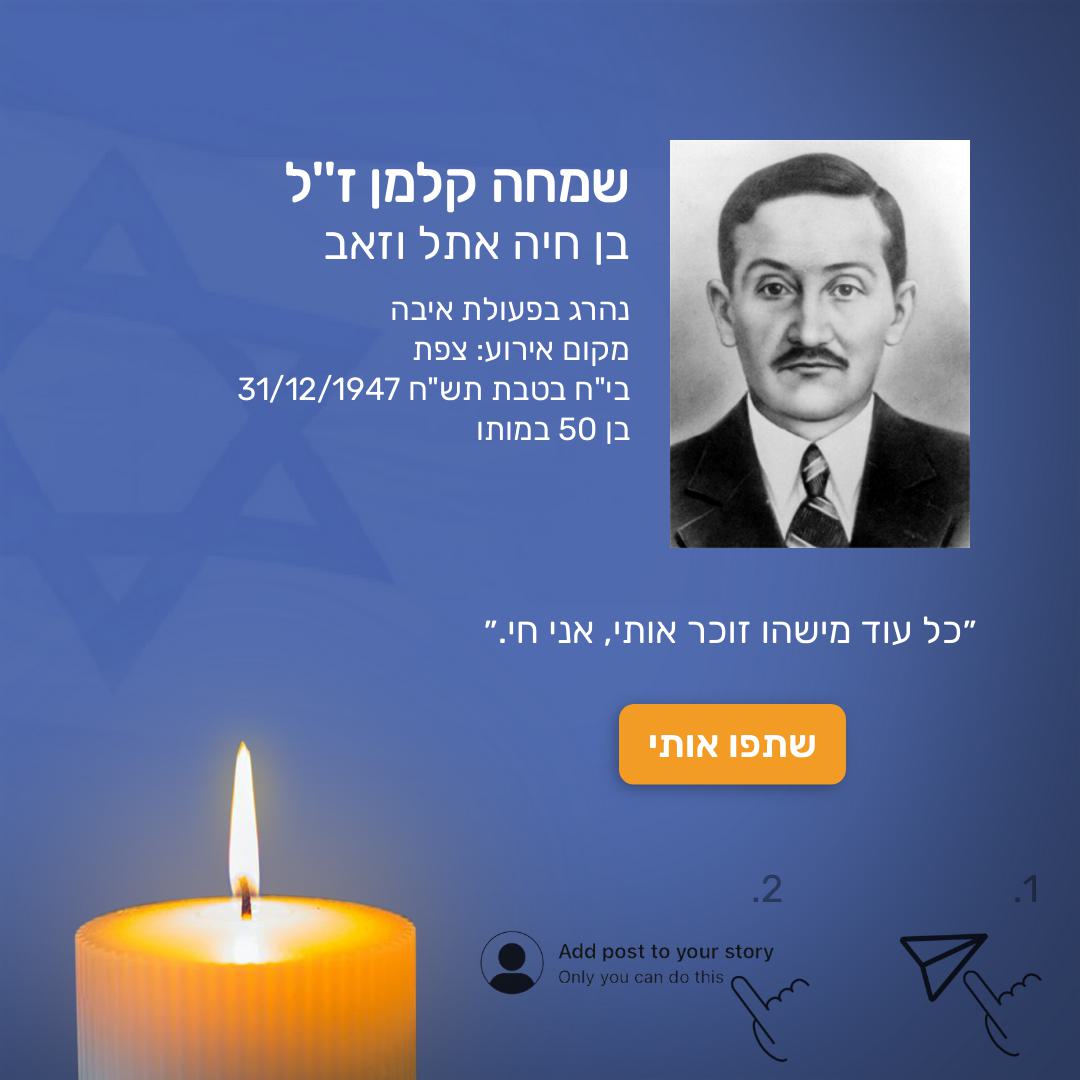 שמחה קלמן ז"ל
בן חיה אתל וזאב
נהרג בפעולת איבה
מקום אירוע: צפת
בי"ח בטבת תש"ח 31/12/1947
בן 50 במותו
״כל עוד מישהו זוכר אותי, אני חי.״
שתפו אותי
.1
.2
Add post to your story
Only you can do this